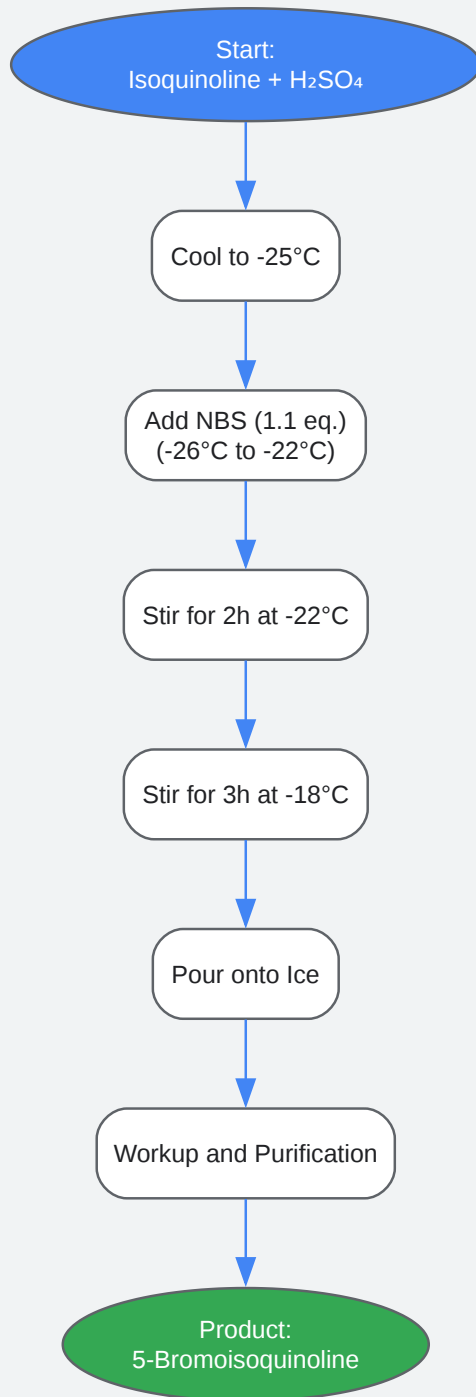 Start:
Isoquinoline + H₂SO₄
Cool to -25°C
Add NBS (1.1 eq.)
(-26°C to -22°C)
Stir for 2h at -22°C
Stir for 3h at -18°C
Pour onto Ice
Workup and Purification
Product:
5-Bromoisoquinoline